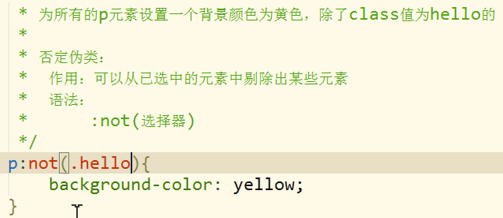 * 为所有的p元素设置一个背景颜色为黄色，除了class值为hello的
*
* 否定伪类：
* 作用：可以从已选中的元素中剔除出某些元素
* 语法：
* :not(选择器)
*/
p:not(.hello){
background-color: yellow;
}